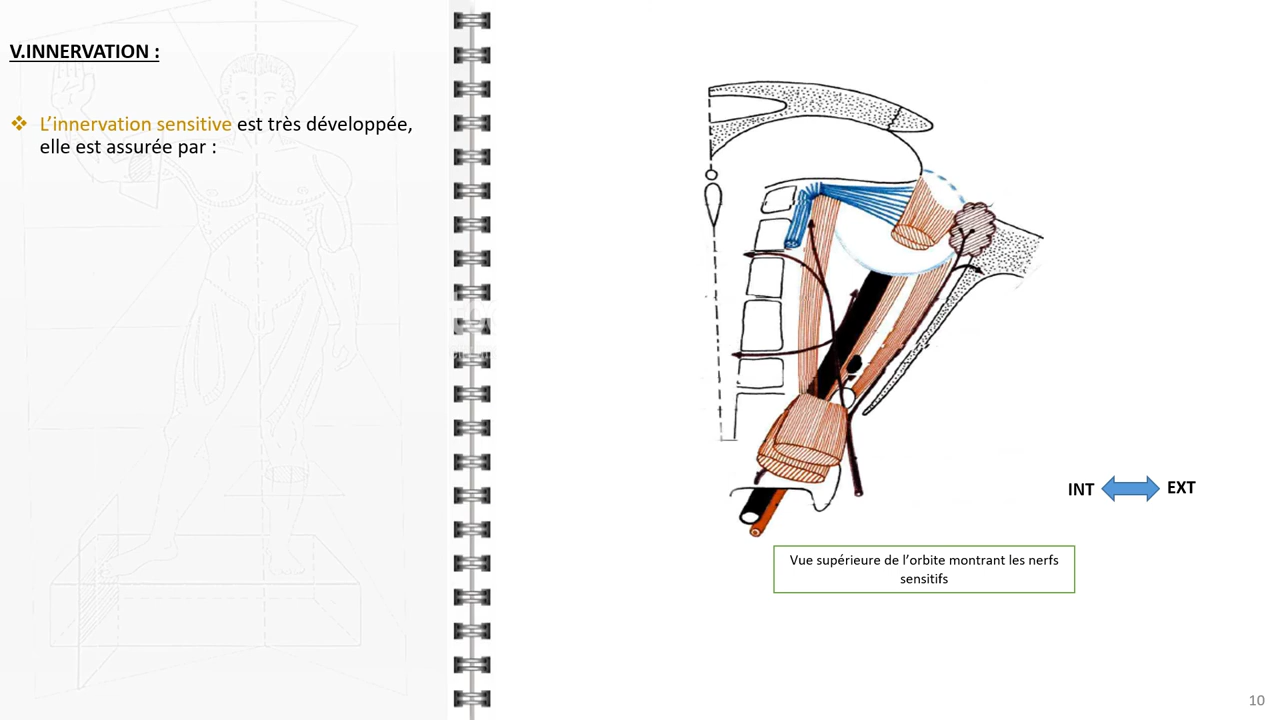 V.INNERVATION :
❖ L’innervation sensitive est très développée,
elle est assurée par :
INT
EXT
Vue supérieure de l’orbite montrant les nerfs
sensitifs
10